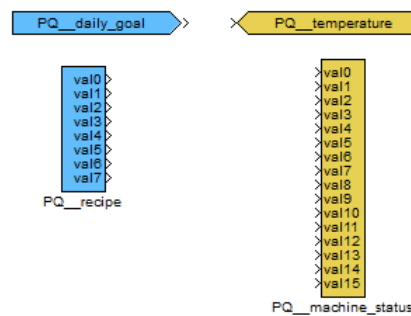 PQ__daily_goal
PQ__temperature
val0
val1
val2
val3
val4
val5
val6
val7
PQ__recipe
val0
val1
val2
val3
val4
val5
val6
val7
val8
val9
val10
val11
val12
val13
val14
val15
PQ__machine_status